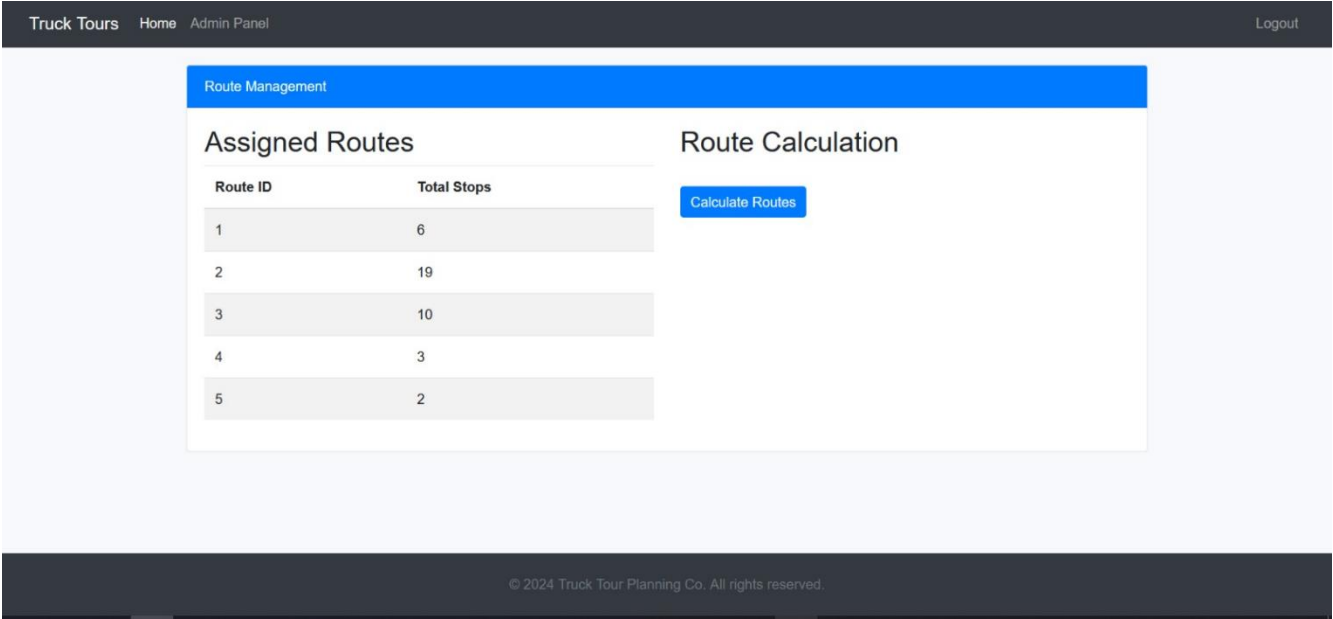 Truck Tours Home Admin Panel Logout
Route Management
Assigned Routes
Route ID Total Stops
1 6
2 19
3 10
4 3
5 2
Route Calculation
Calculate Routes
© 2024 Truck Tour Planning Co. All rights reserved.